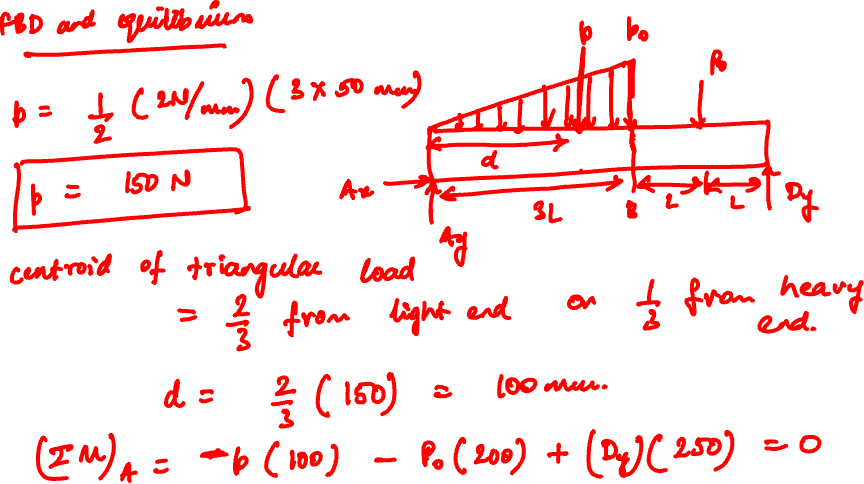 FBD and equilibrium
p = 1/2 (2N/mm) (3 × 50 mm)
p = 150 N
p p₀
P₀
d
Ax
Ay
3L B L L
Dy
centroid of triangular load
= 2/3 from light end or 1/3 from heavy end.
d = 2/3 (150) = 100 mm.
(ΣM)A = -p (100) - P₀ (200) + (Dy)(250) = 0